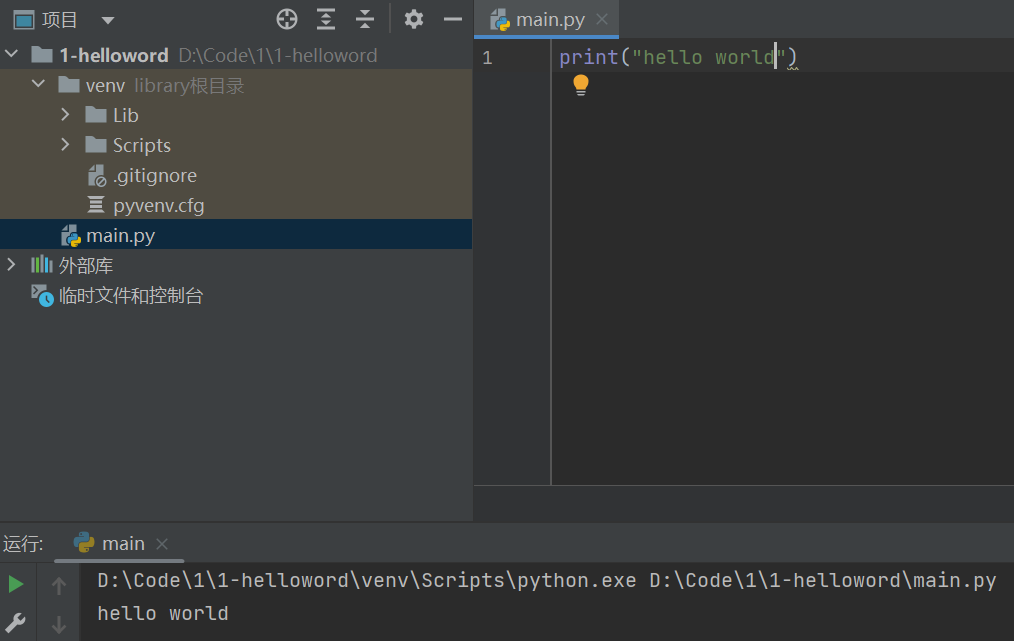 项目
main.py
1-helloword D:\Code\1\1-helloword
venv library根目录
Lib
Scripts
.gitignore
pyvenv.cfg
main.py
外部库
临时文件和控制台
1 print("hello world")
运行: main
D:\Code\1\1-helloword\venv\Scripts\python.exe D:\Code\1\1-helloword\main.py
hello world